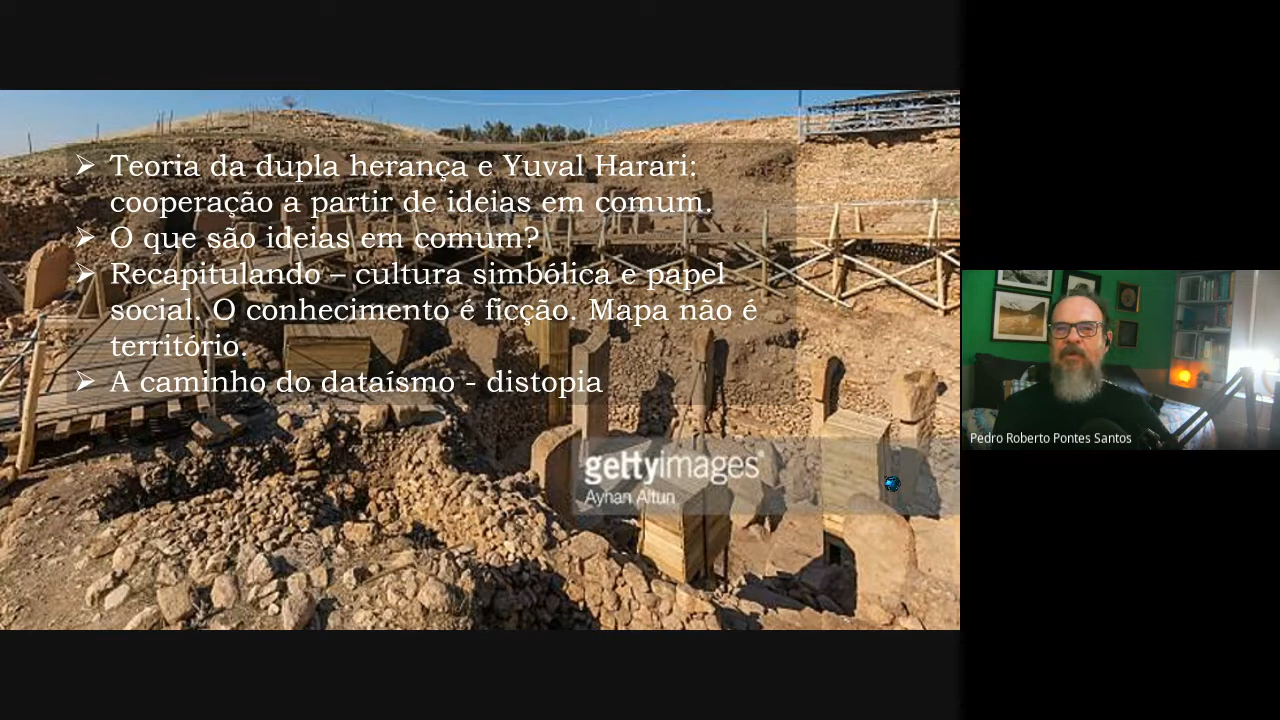 ➢ Teoria da dupla herança e Yuval Harari:
cooperação a partir de ideias em comum.
➢ O que são ideias em comum?
➢ Recapitulando – cultura simbólica e papel
social. O conhecimento é ficção. Mapa não é
território.
➢ A caminho do dataísmo - distopia
gettyimages®
Ayhan Altun
Pedro Roberto Pontes Santos